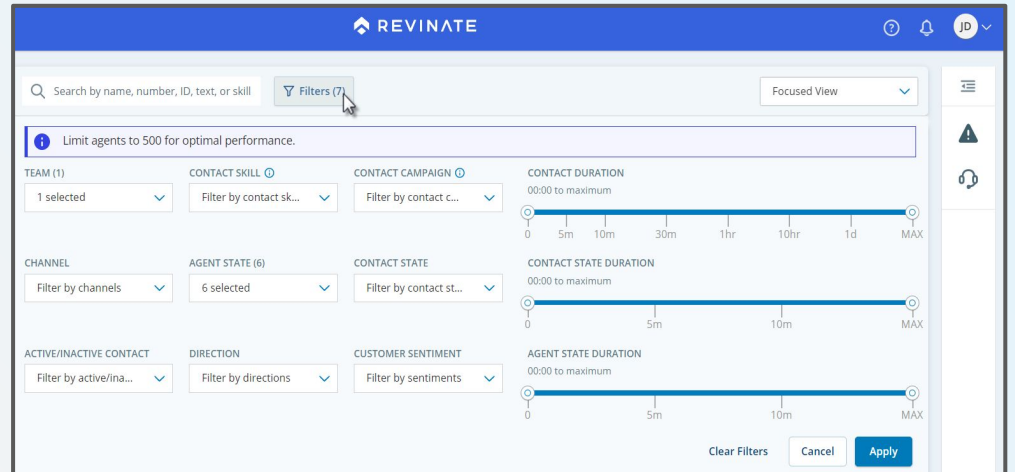 REVINATE
JD
Search by name, number, ID, text, or skill
Filters (7)
Focused View
Limit agents to 500 for optimal performance.
TEAM (1)
CONTACT SKILL
CONTACT CAMPAIGN
CONTACT DURATION
1 selected
Filter by contact sk...
Filter by contact c...
00:00 to maximum
0 5m 10m 30m 1hr 10hr 1d MAX
CHANNEL
AGENT STATE (6)
CONTACT STATE
CONTACT STATE DURATION
Filter by channels
6 selected
Filter by contact st...
00:00 to maximum
0 5m 10m MAX
ACTIVE/INACTIVE CONTACT
DIRECTION
CUSTOMER SENTIMENT
AGENT STATE DURATION
Filter by active/ina...
Filter by directions
Filter by sentiments
00:00 to maximum
0 5m 10m MAX
Clear Filters
Cancel
Apply